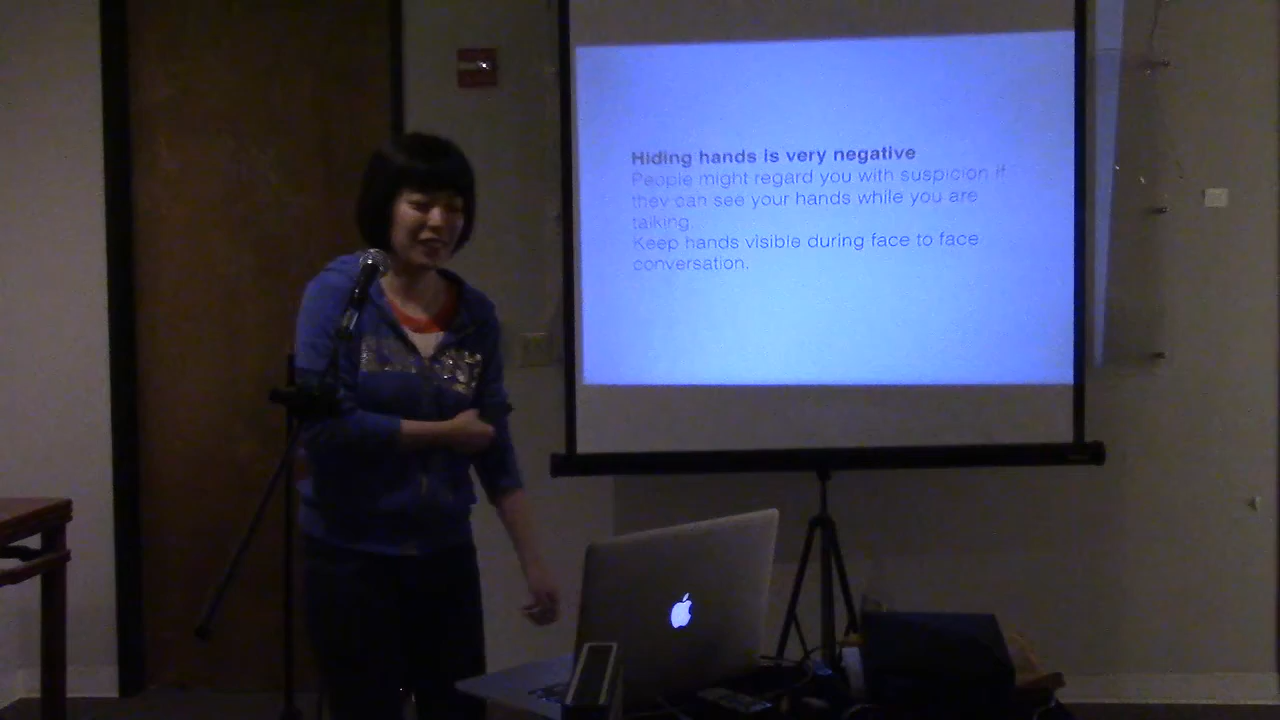 Hiding hands is very negative
People might regard you with suspicion if
they can see your hands while you are
talking.
Keep hands visible during face to face
conversation.